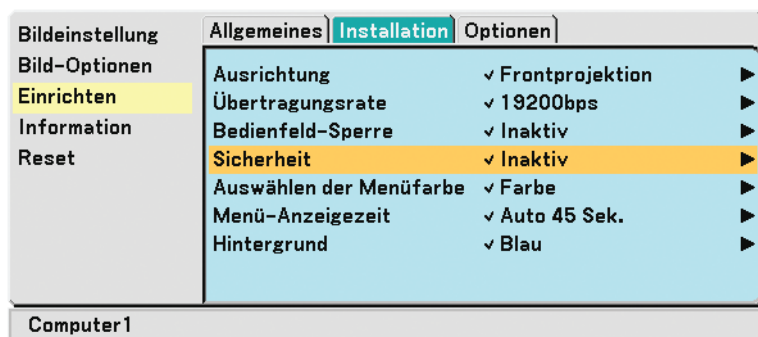 Bildeinstellung
Bild-Optionen
Einrichten
Information
Reset
Allgemeines Installation Optionen
Ausrichtung ✓ Frontprojektion ▶
Übertragungsrate ✓ 19200bps ▶
Bedienfeld-Sperre ✓ Inaktiv ▶
Sicherheit ✓ Inaktiv ▶
Auswählen der Menüfarbe ✓ Farbe ▶
Menü-Anzeigezeit ✓ Auto 45 Sek. ▶
Hintergrund ✓ Blau ▶
Computer1